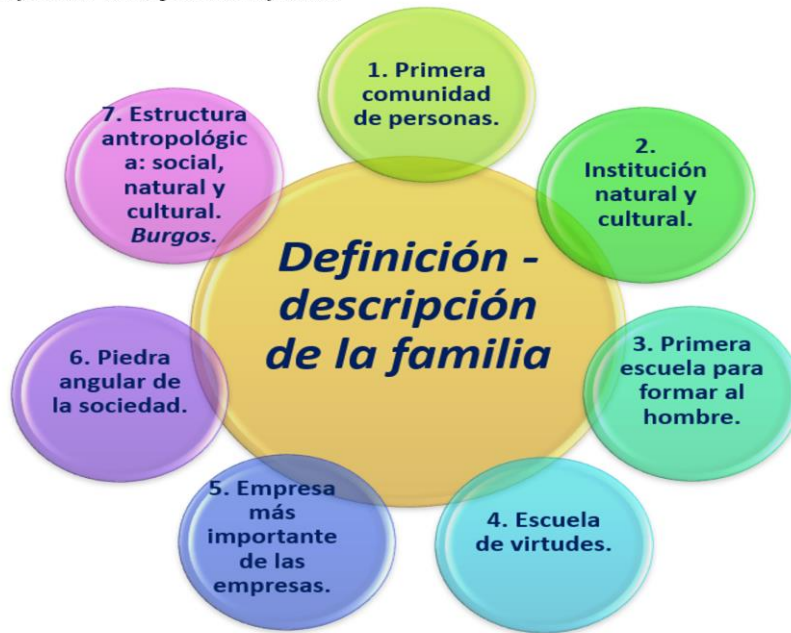 Definición -
descripción
de la familia
1. Primera
comunidad
de personas.
2.
Institución
natural y
cultural.
3. Primera
escuela para
formar al
hombre.
4. Escuela
de virtudes.
5. Empresa
más
importante
de las
empresas.
6. Piedra
angular de
la sociedad.
7. Estructura
antropológic
a: social,
natural y
cultural.
Burgos.